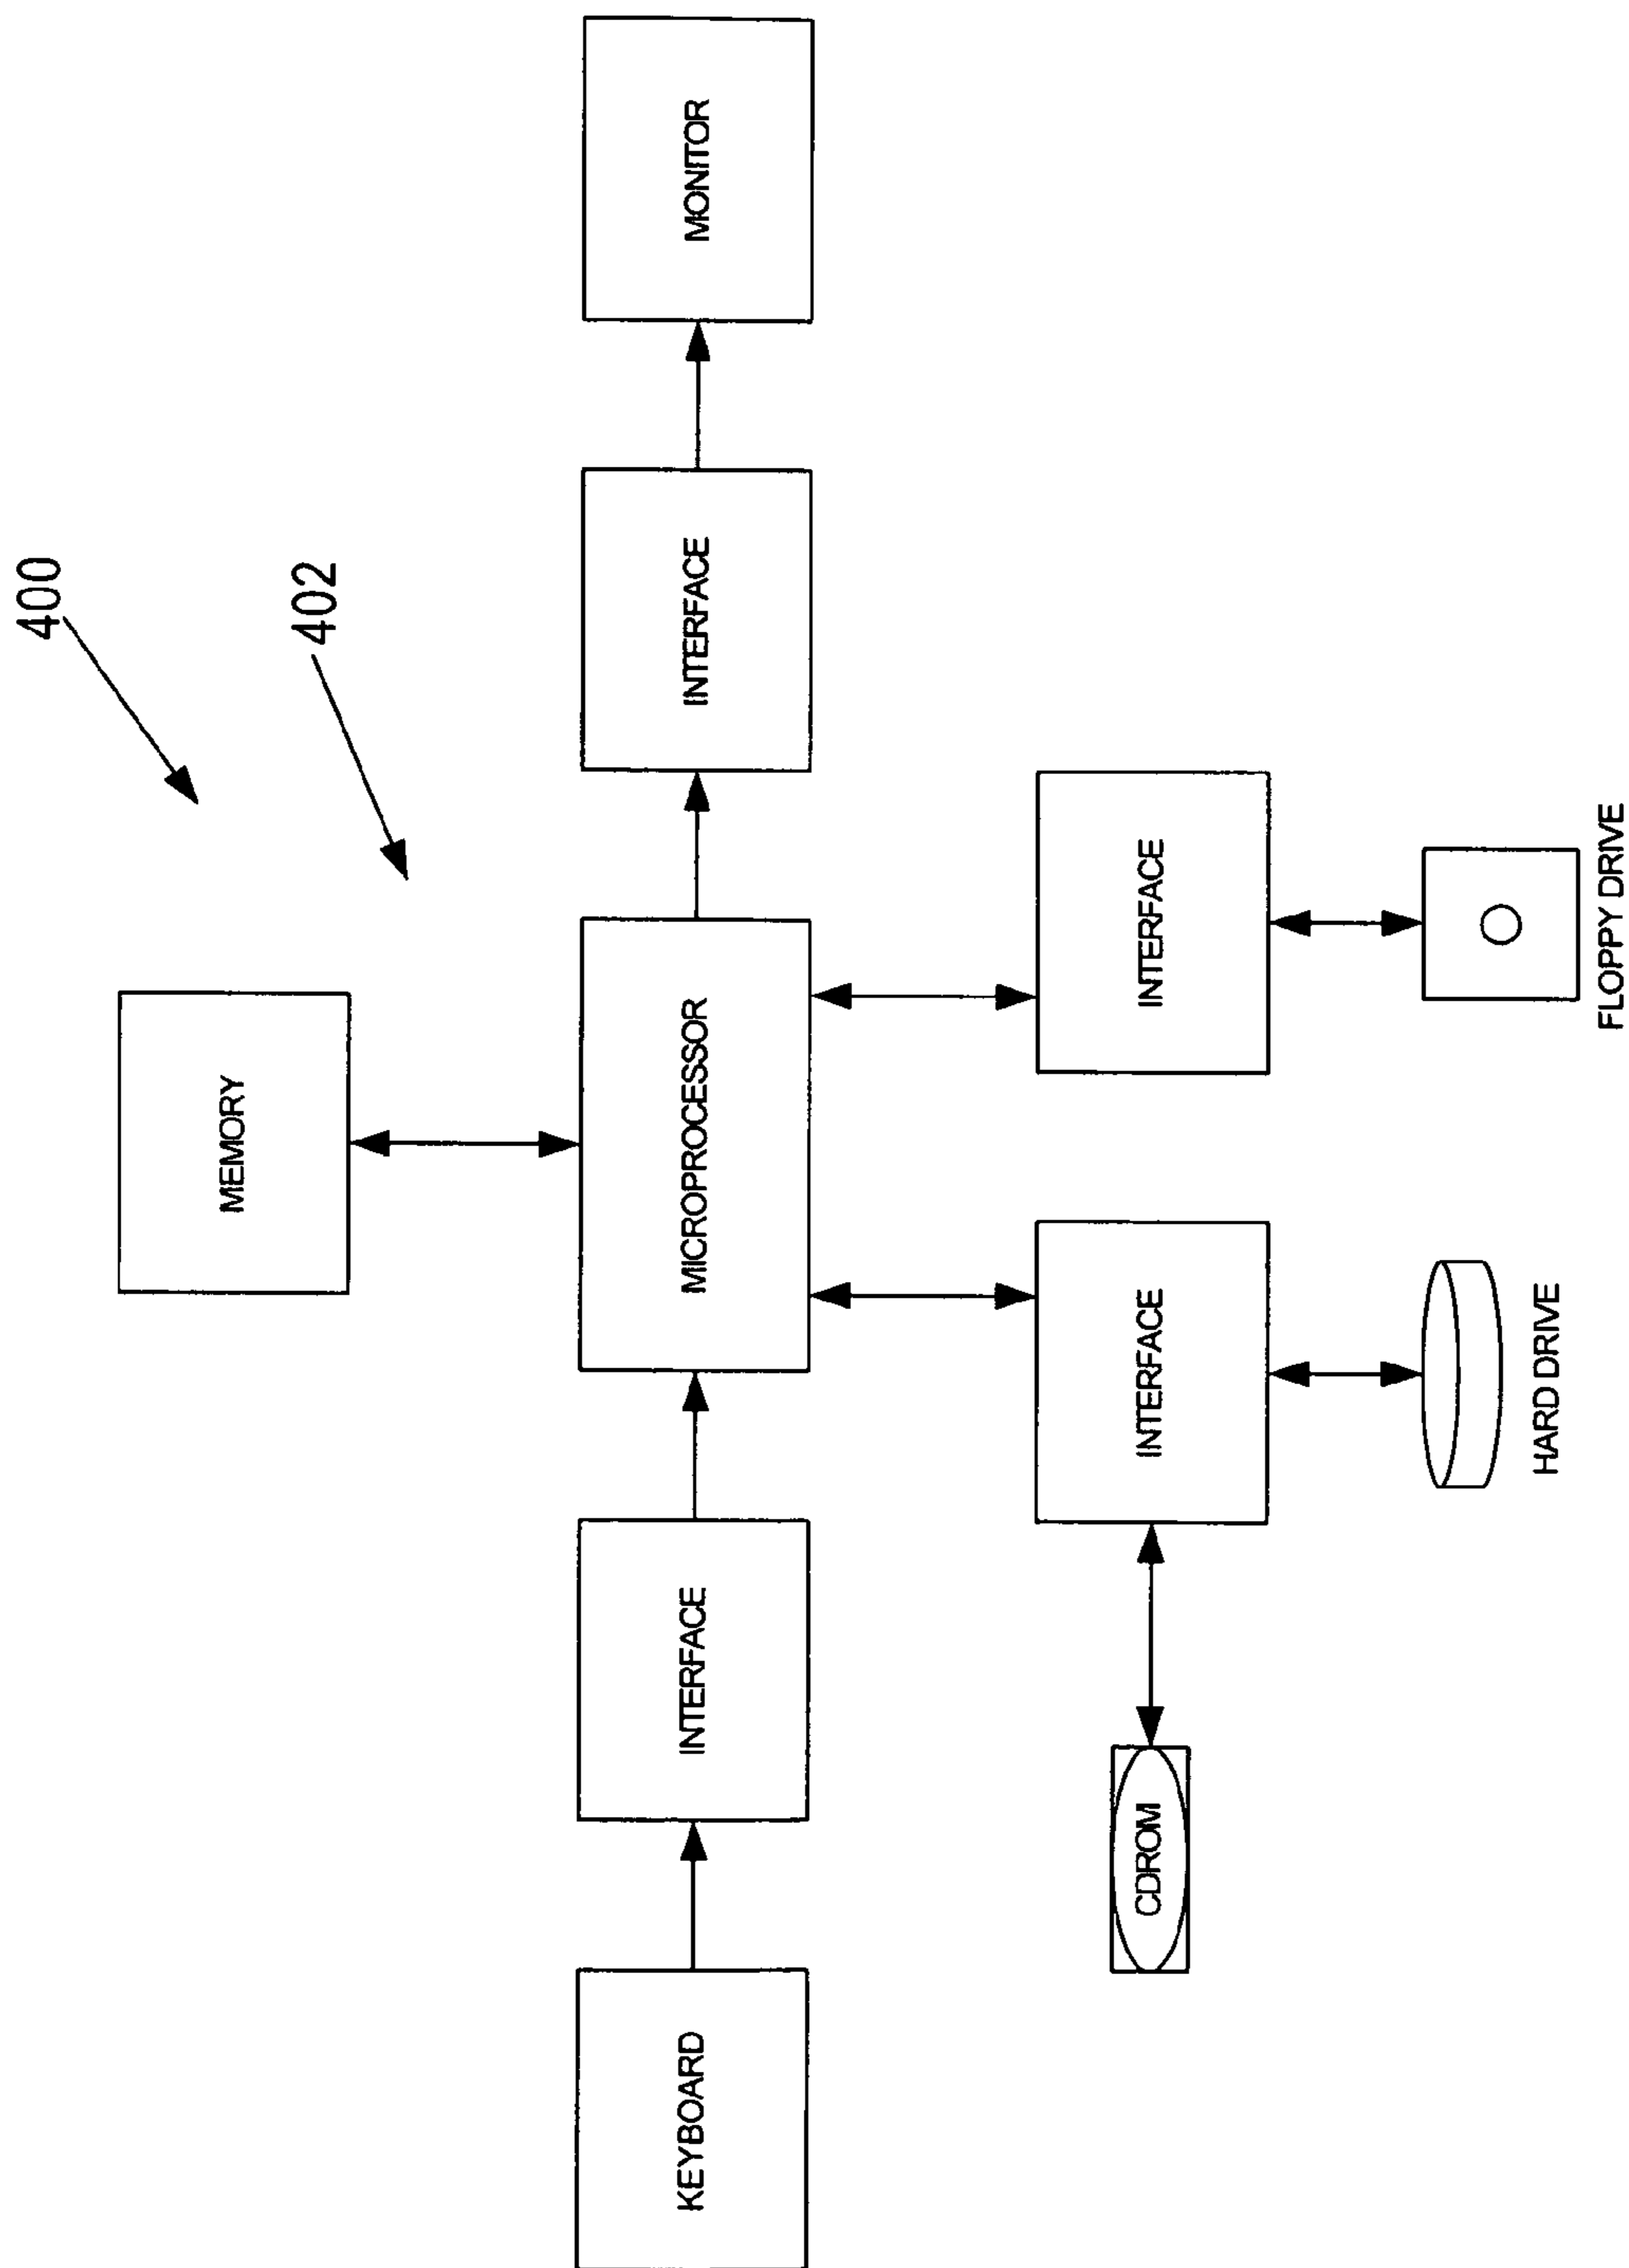 400
402
MEMORY
KEYBOARD
INTERFACE
MICROPROCESSOR
INTERFACE
MONITOR
CDROM
INTERFACE
INTERFACE
HARD DRIVE
FLOPPY DRIVE